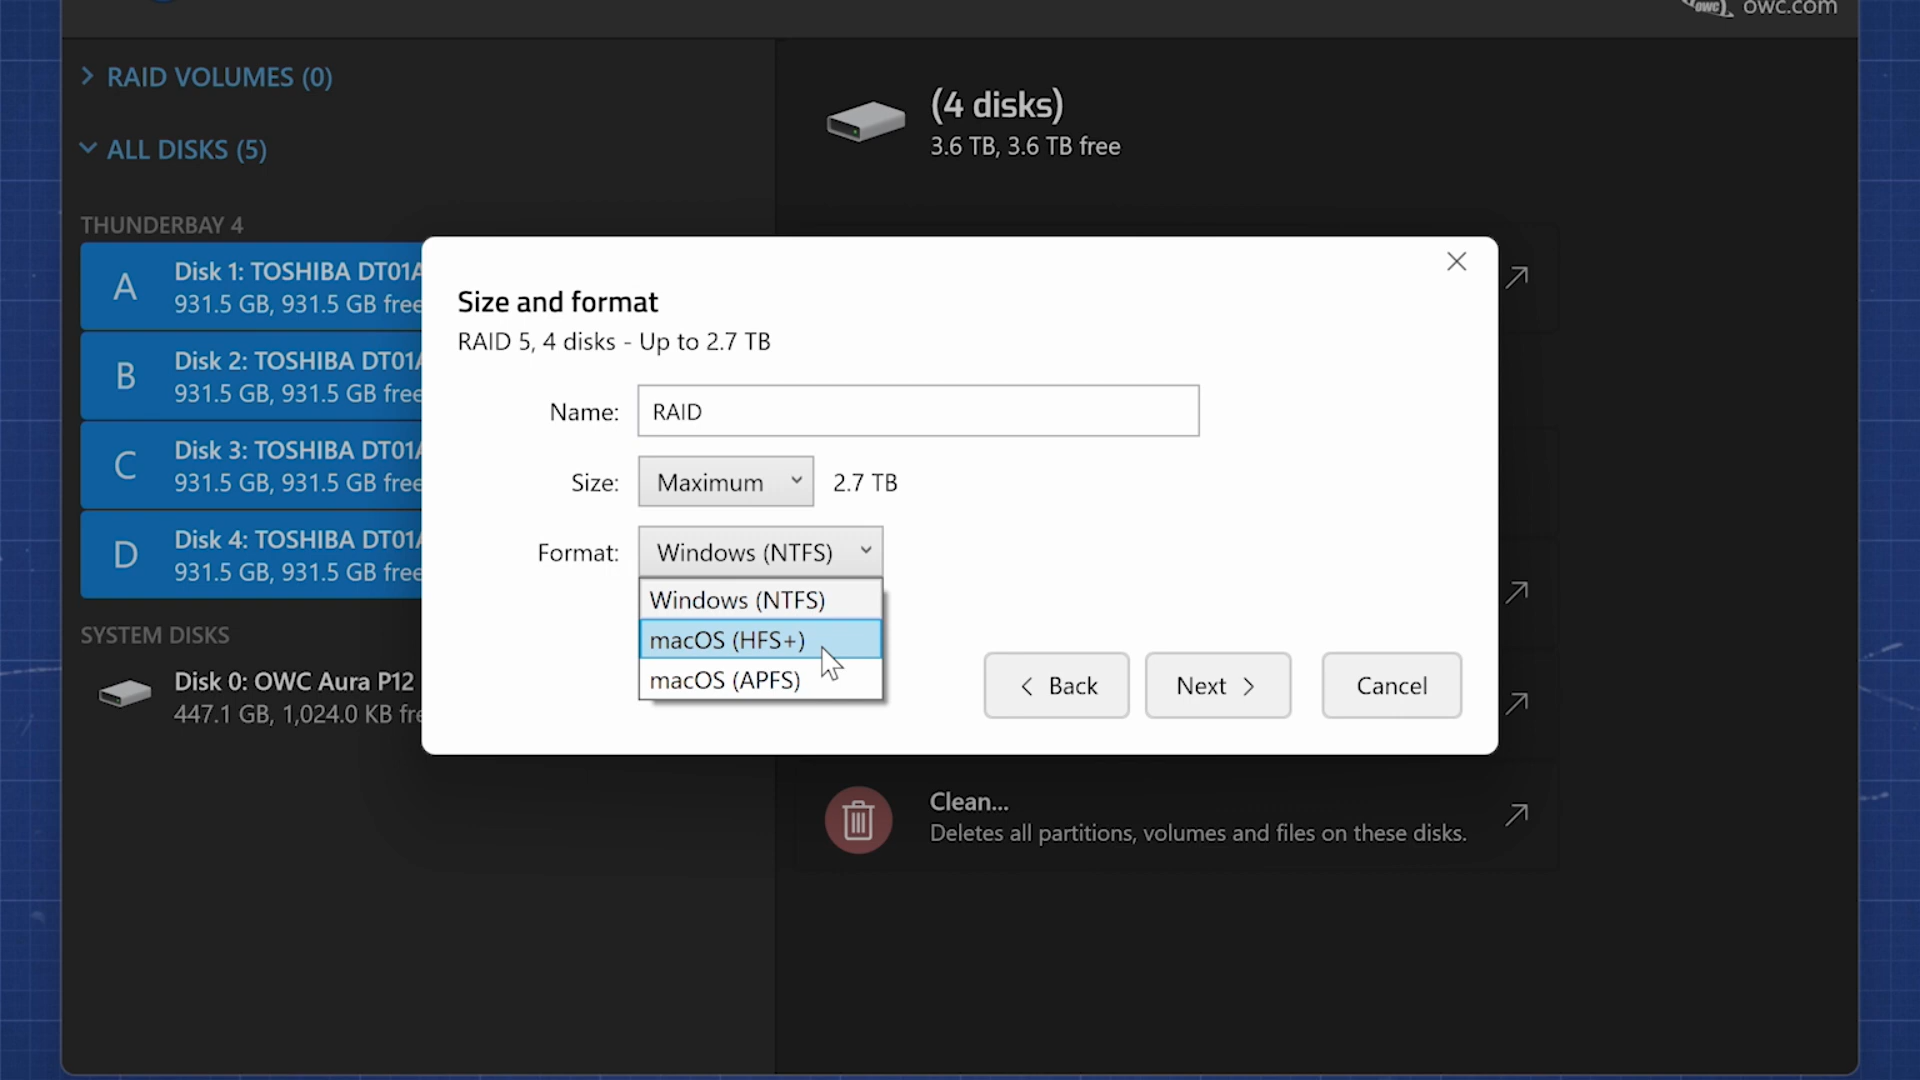 OWC owc.com
RAID VOLUMES (0)
ALL DISKS (5)
THUNDERBAY 4
A
Disk 1: TOSHIBA DT01A
931.5 GB, 931.5 GB free
B
Disk 2: TOSHIBA DT01A
931.5 GB, 931.5 GB free
C
Disk 3: TOSHIBA DT01A
931.5 GB, 931.5 GB free
D
Disk 4: TOSHIBA DT01A
931.5 GB, 931.5 GB free
SYSTEM DISKS
Disk 0: OWC Aura P12
447.1 GB, 1,024.0 KB fre
(4 disks)
3.6 TB, 3.6 TB free
Size and format
RAID 5, 4 disks - Up to 2.7 TB
Name: RAID
Size: Maximum 2.7 TB
Format: Windows (NTFS)
Windows (NTFS)
macOS (HFS+)
macOS (APFS)
Back Next Cancel
Clean...
Deletes all partitions, volumes and files on these disks.